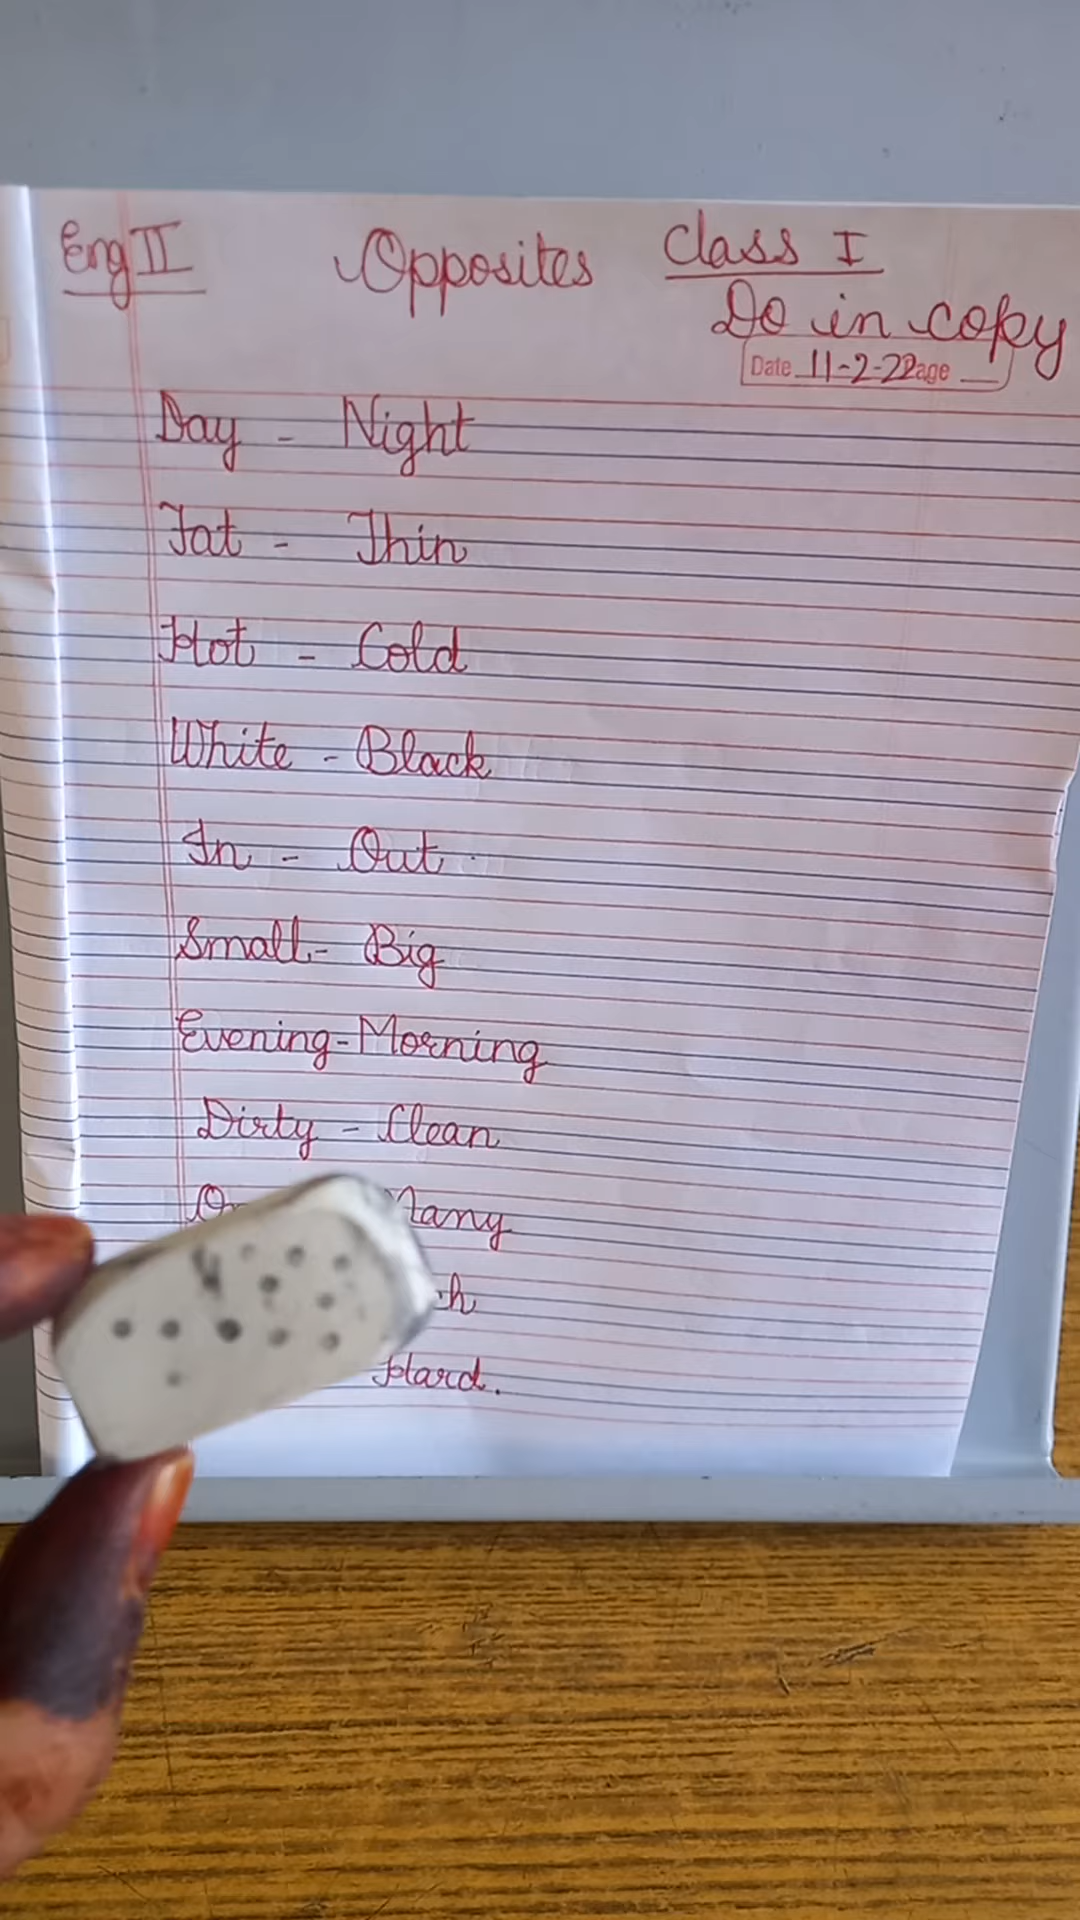 Eng II Opposites Class I
Do in copy
Date 11-2-22 Page
Day - Night
Fat - Thin
Hot - Cold
White - Black
In - Out
Small - Big
Evening - Morning
Dirty - Clean
Hard.